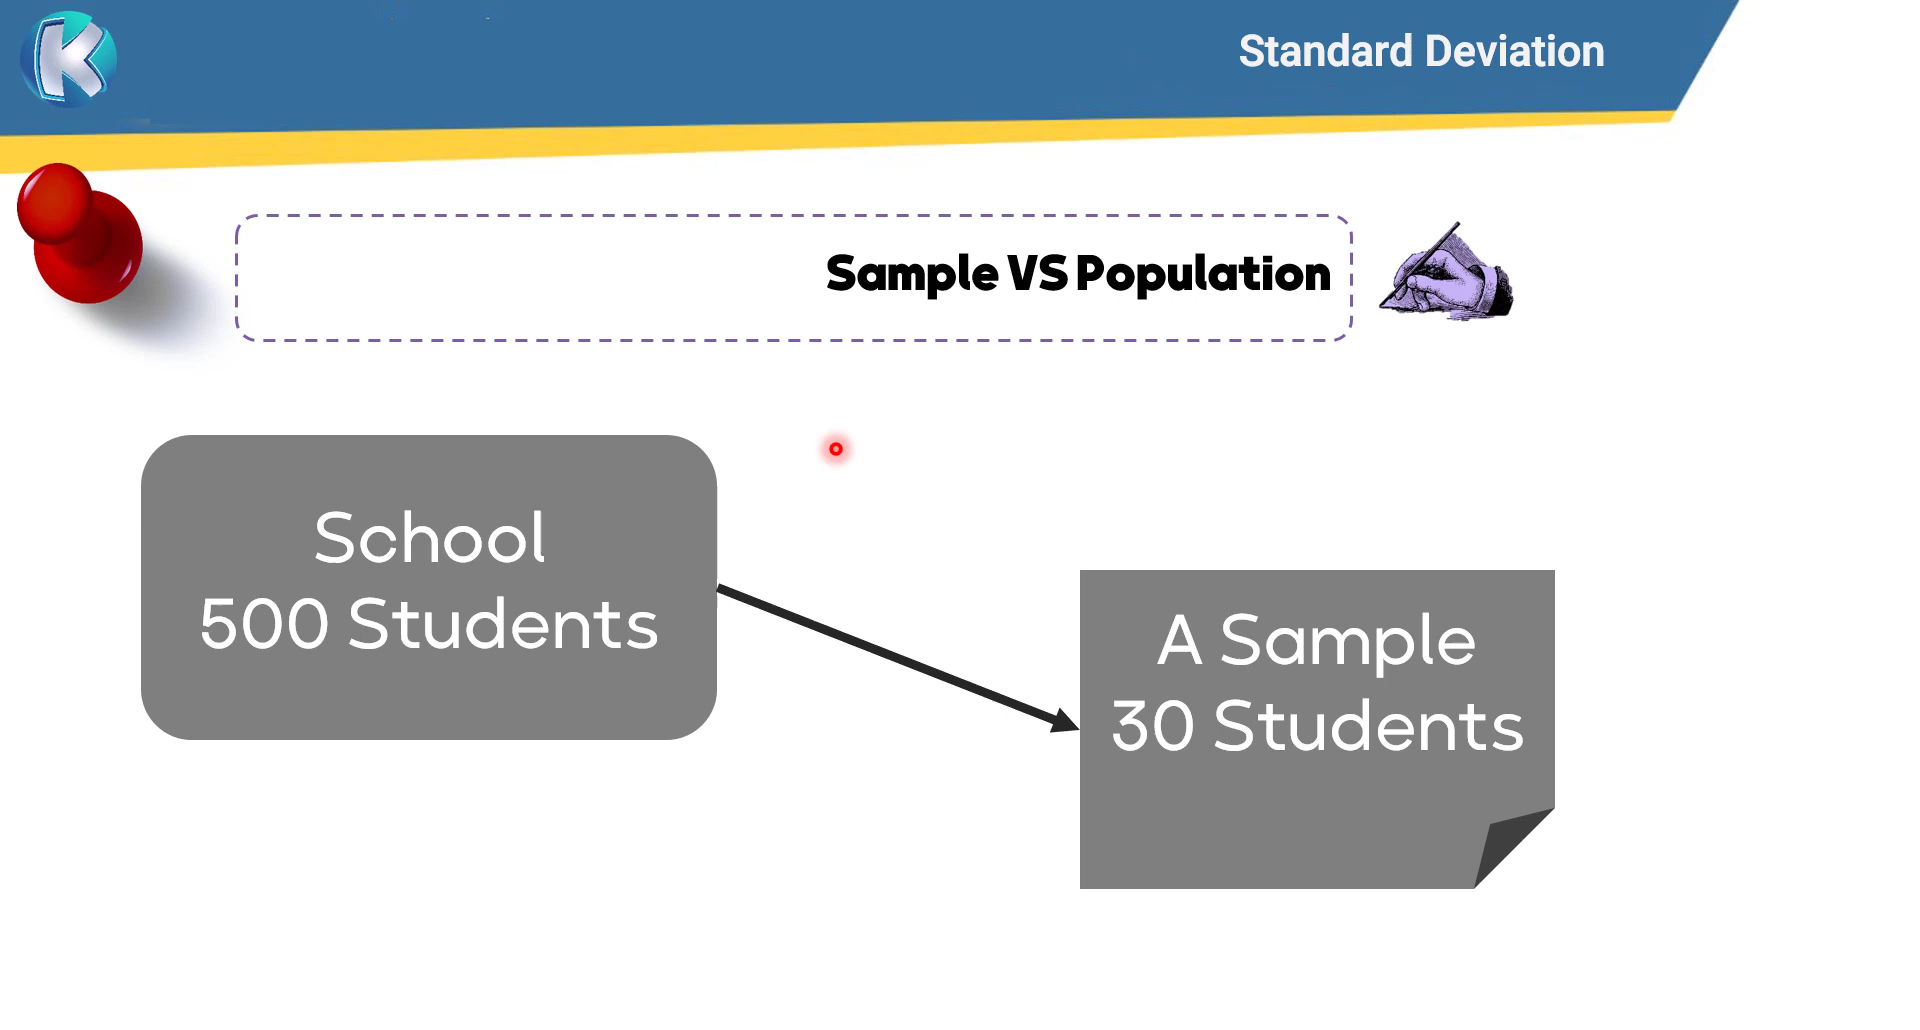 K
Standard Deviation
Sample VS Population
School
500 Students
A Sample
30 Students